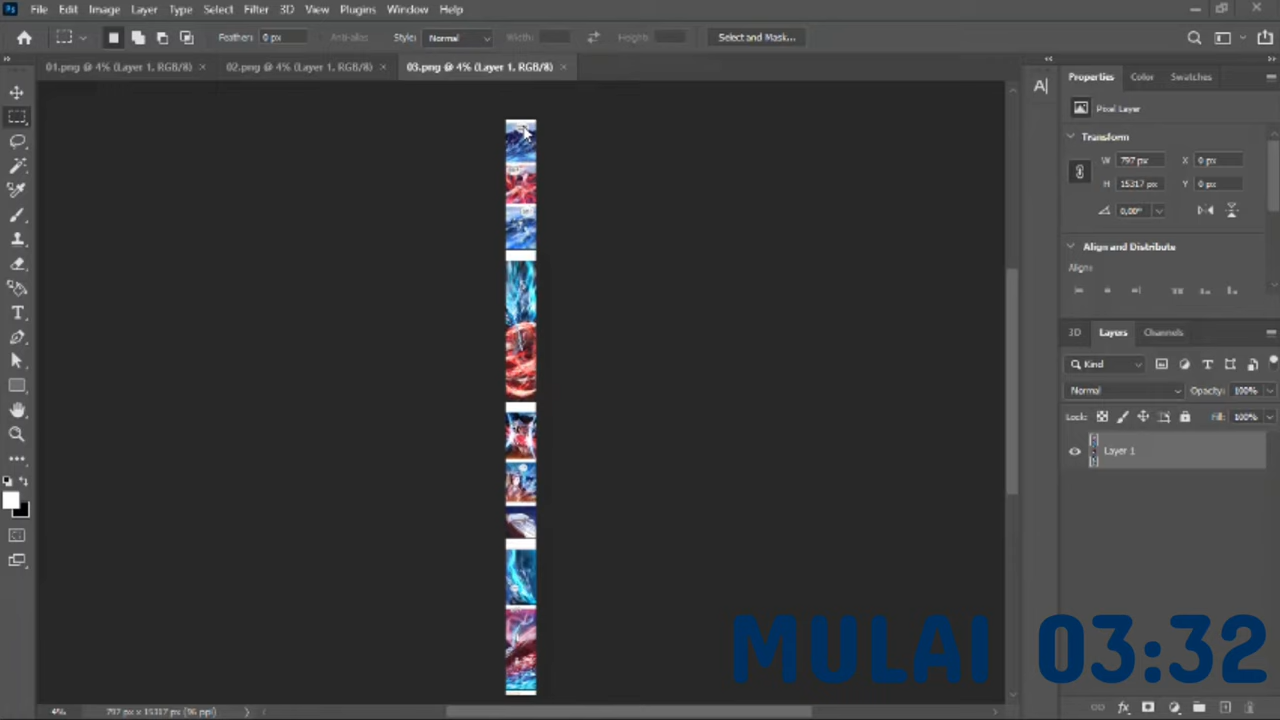 File Edit Image Layer Type Select Filter 3D View Plugins Window Help
Feather: 0 px Anti-alias Style: Normal Width: Height: Select and Mask...
01.png @ 4% (Layer 1, RGB/8) × 02.png @ 4% (Layer 1, RGB/8) × 03.png @ 4% (Layer 1, RGB/8) ×
Properties Color Swatches
Pixel Layer
Transform
W 797 px X 0 px
H 15317 px Y 0 px
0,00°
Align and Distribute
Align:
3D Layers Channels
Kind
Normal Opacity: 100%
Lock: Fill: 100%
Layer 1
MULAI 03:32
4% 797 px x 15317 px (96 ppi)